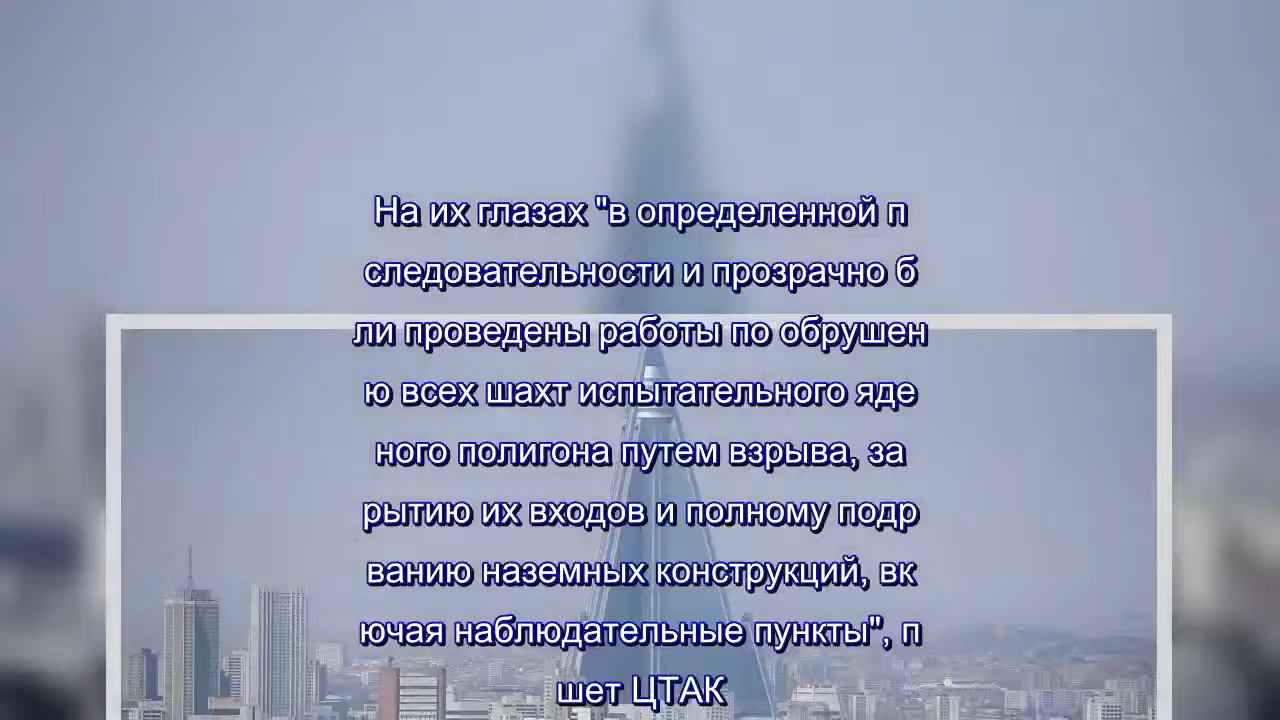 На их глазах "в определенной п
следовательности и прозрачно б
ли проведены работы по обрушен
ю всех шахт испытательного яде
ного полигона путем взрыва, за
рытию их входов и полному подр
ванию наземных конструкций, вк
ючая наблюдательные пункты", п
шет ЦТАК